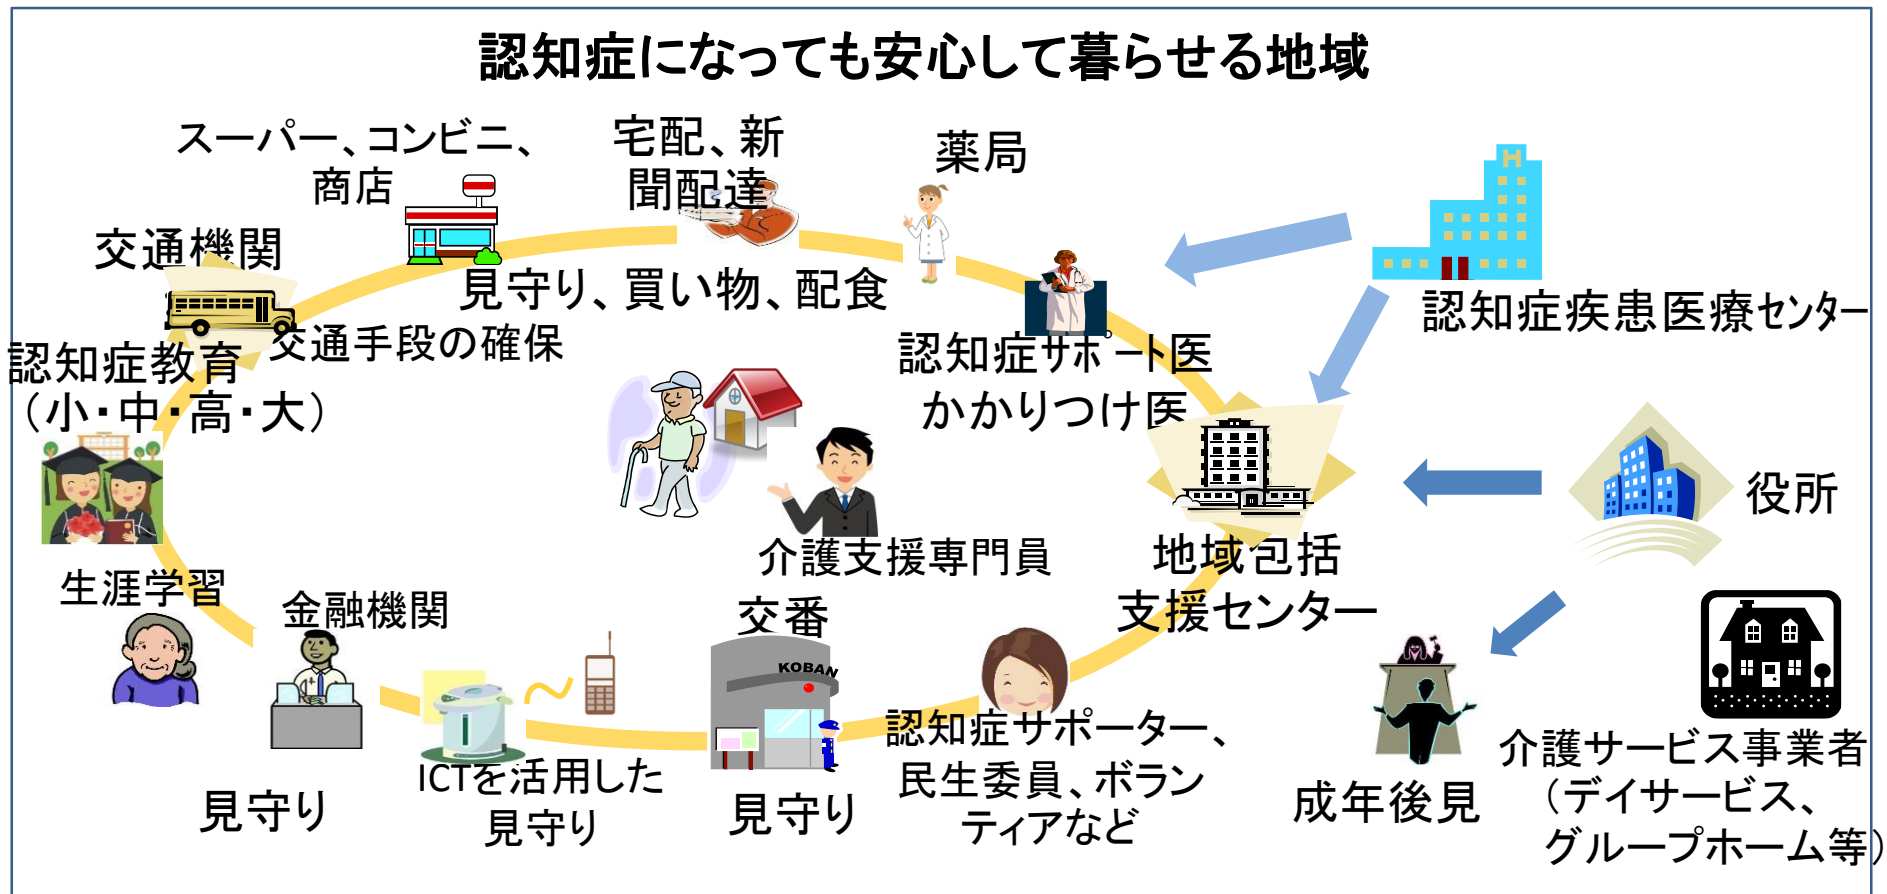 認知症になっても安心して暮らせる地域
スーパー、コンビニ、
商店
宅配、新
聞配達
薬局
交通機関
見守り、買い物、配食
交通手段の確保
認知症教育
（小・中・高・大）
認知症サポート医
かかりつけ医
認知症疾患医療センター
H
役所
介護支援専門員
地域包括
支援センター
生涯学習
金融機関
交番
KOBAN
見守り
ICTを活用した
見守り
見守り
認知症サポーター、
民生委員、ボラン
ティアなど
成年後見
介護サービス事業者
（デイサービス、
グループホーム等）